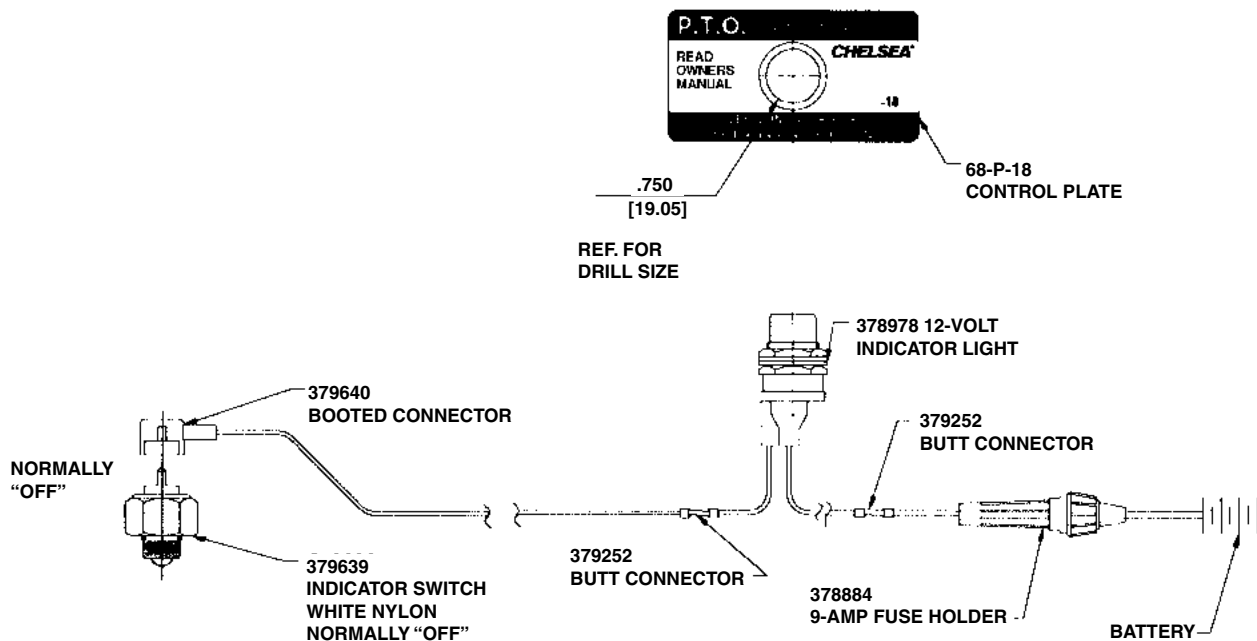 P.T.O.
READ
OWNERS
MANUAL
CHELSEA
-18
68-P-18
CONTROL PLATE
.750
[19.05]
REF. FOR
DRILL SIZE
378978 12-VOLT
INDICATOR LIGHT
379640
BOOTED CONNECTOR
379252
BUTT CONNECTOR
NORMALLY
“OFF”
379639
INDICATOR SWITCH
WHITE NYLON
NORMALLY “OFF”
379252
BUTT CONNECTOR
378884
9-AMP FUSE HOLDER
BATTERY